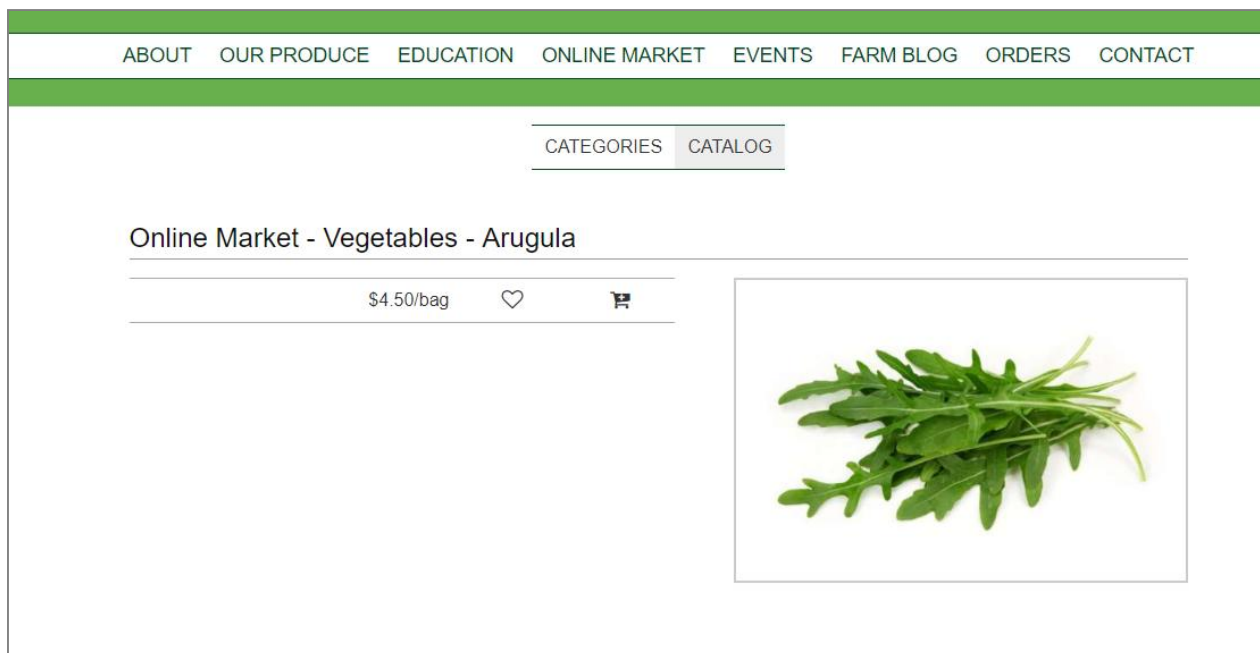 ABOUT OUR PRODUCE EDUCATION ONLINE MARKET EVENTS FARM BLOG ORDERS CONTACT
CATEGORIES CATALOG
Online Market - Vegetables - Arugula
$4.50/bag